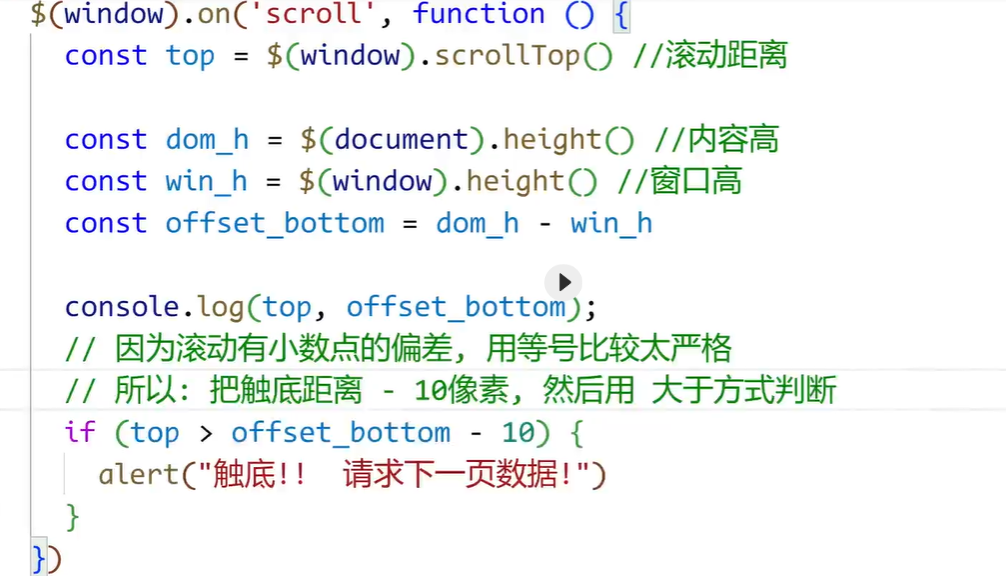 $(window).on('scroll', function () {
const top = $(window).scrollTop() //滚动距离
const dom_h = $(document).height() //内容高
const win_h = $(window).height() //窗口高
const offset_bottom = dom_h - win_h
console.log(top, offset_bottom);
// 因为滚动有小数点的偏差, 用等号比较太严格
// 所以: 把触底距离 - 10像素, 然后用 大于方式判断
if (top > offset_bottom - 10) {
alert("触底!!  请求下一页数据!")
}
})